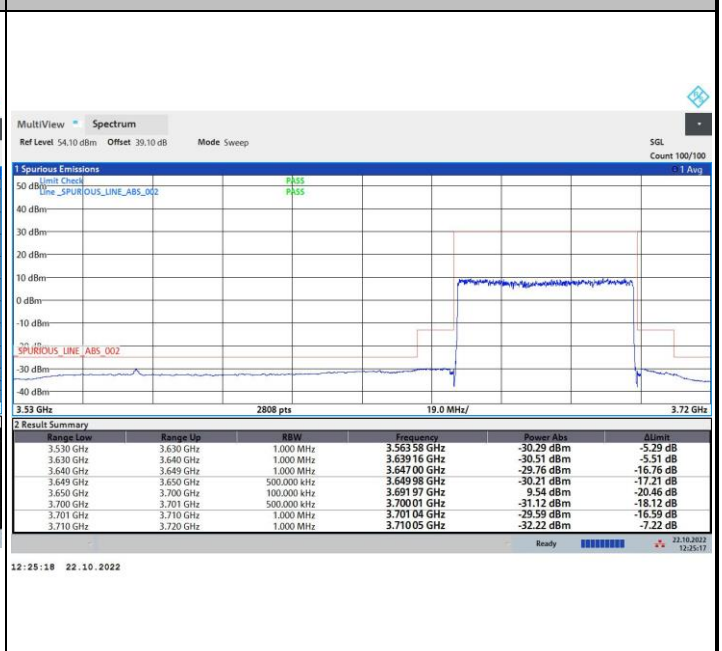 MultiView Spectrum
Ref Level 54.10 dBm Offset 39.10 dB Mode Sweep SGL
Count 100/100
1 Spurious Emissions 1 Avg
Limit Check PASS
50 dBm
Line _SPURIOUS_LINE_ABS_002 PASS
40 dBm
30 dBm
20 dBm
10 dBm
0 dBm
-10 dBm
-20 dBm
SPURIOUS_LINE_ABS_002
-30 dBm
-40 dBm
3.53 GHz 2808 pts 19.0 MHz/ 3.72 GHz
2 Result Summary
Range Low Range Up RBW Frequency Power Abs ΔLimit
3.530 GHz 3.630 GHz 1.000 MHz 3.563 58 GHz -30.29 dBm -5.29 dB
3.630 GHz 3.640 GHz 1.000 MHz 3.639 16 GHz -30.51 dBm -5.51 dB
3.640 GHz 3.649 GHz 1.000 MHz 3.647 00 GHz -29.76 dBm -16.76 dB
3.649 GHz 3.650 GHz 500.000 kHz 3.649 98 GHz -30.21 dBm -17.21 dB
3.650 GHz 3.700 GHz 100.000 kHz 3.691 97 GHz 9.54 dBm -20.46 dB
3.700 GHz 3.701 GHz 500.000 kHz 3.700 01 GHz -31.12 dBm -18.12 dB
3.701 GHz 3.710 GHz 1.000 MHz 3.701 04 GHz -29.59 dBm -16.59 dB
3.710 GHz 3.720 GHz 1.000 MHz 3.710 05 GHz -32.22 dBm -7.22 dB
Ready 22.10.2022
12:25:17
12:25:18 22.10.2022